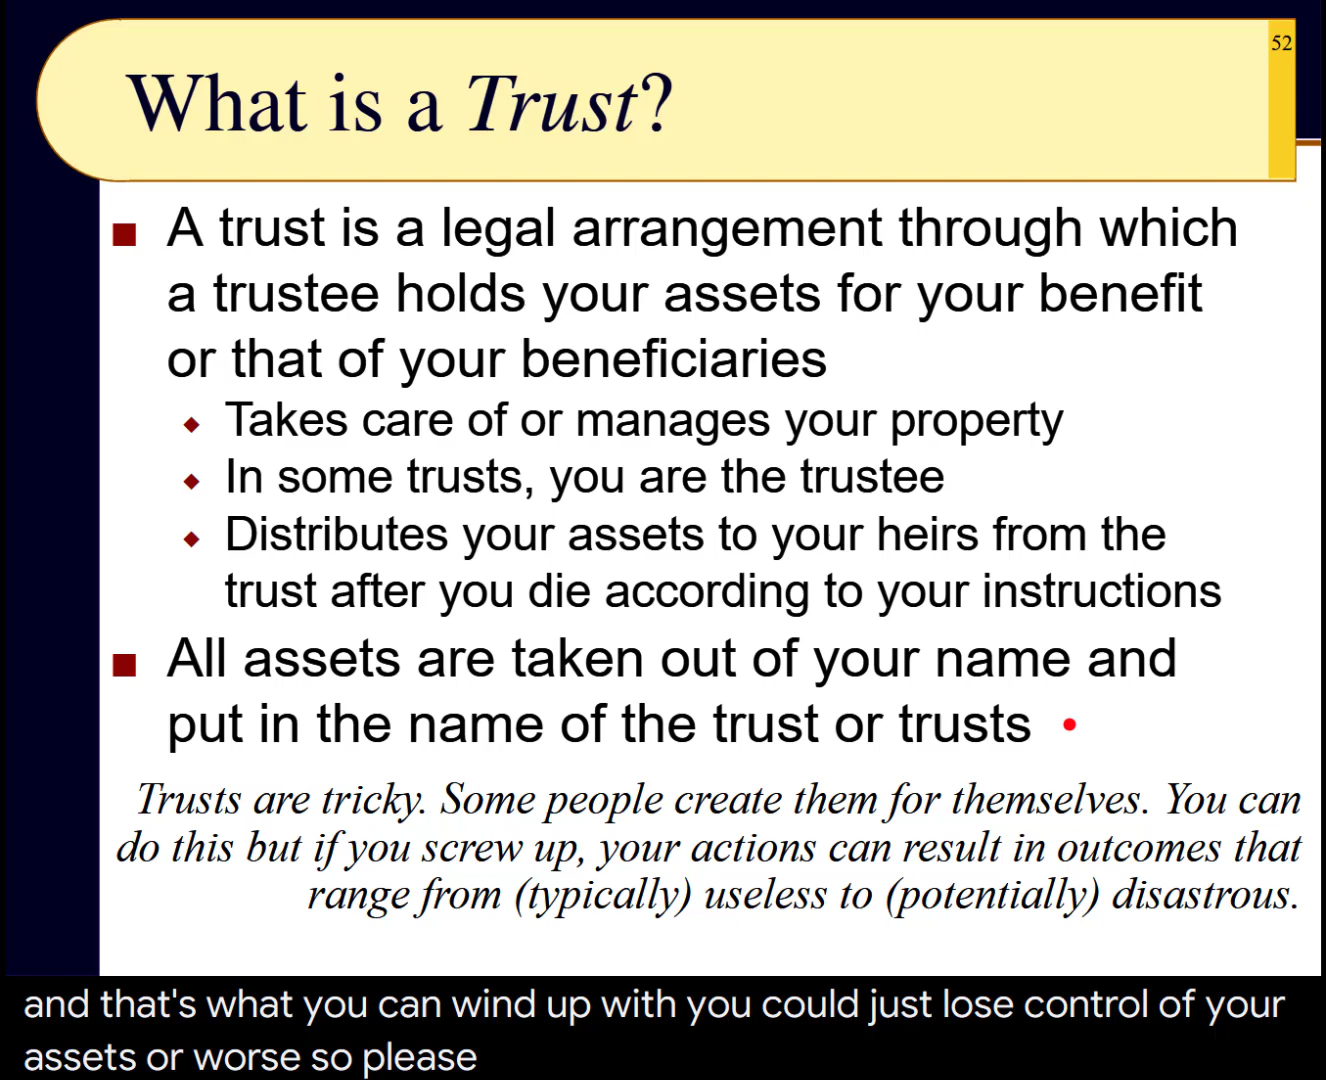 52
What is a Trust?
A trust is a legal arrangement through which
a trustee holds your assets for your benefit
or that of your beneficiaries
Takes care of or manages your property
In some trusts, you are the trustee
Distributes your assets to your heirs from the
trust after you die according to your instructions
All assets are taken out of your name and
put in the name of the trust or trusts
Trusts are tricky. Some people create them for themselves. You can
do this but if you screw up, your actions can result in outcomes that
range from (typically) useless to (potentially) disastrous.
and that's what you can wind up with you could just lose control of your
assets or worse so please